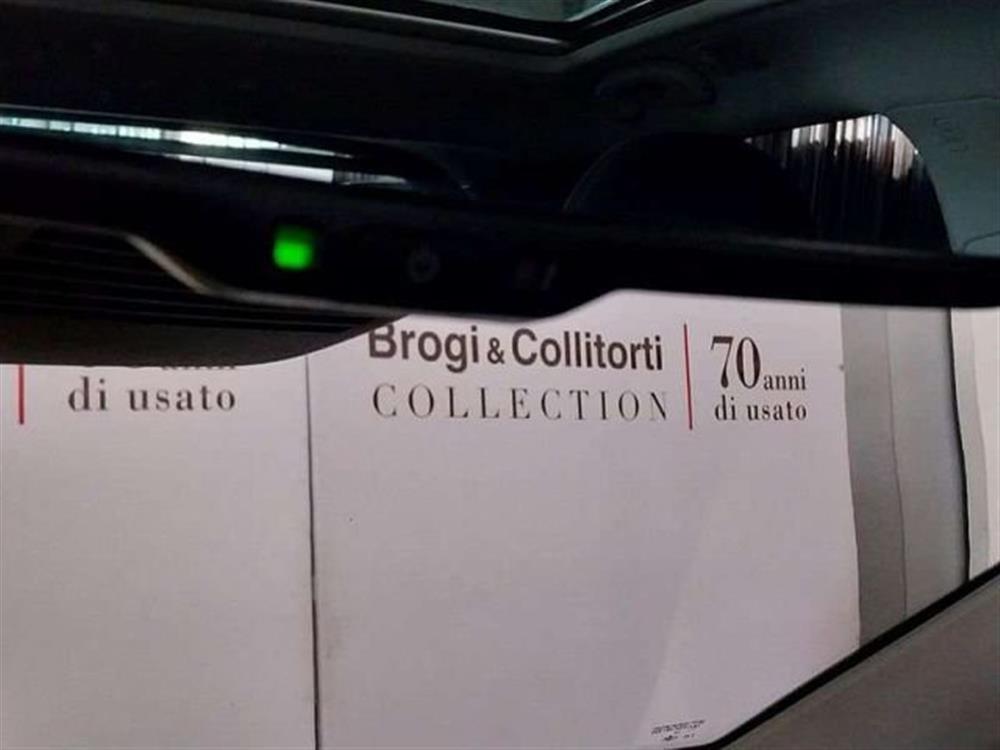 di usato
Brogi & Collitorti
COLLECTION
70 anni
di usato